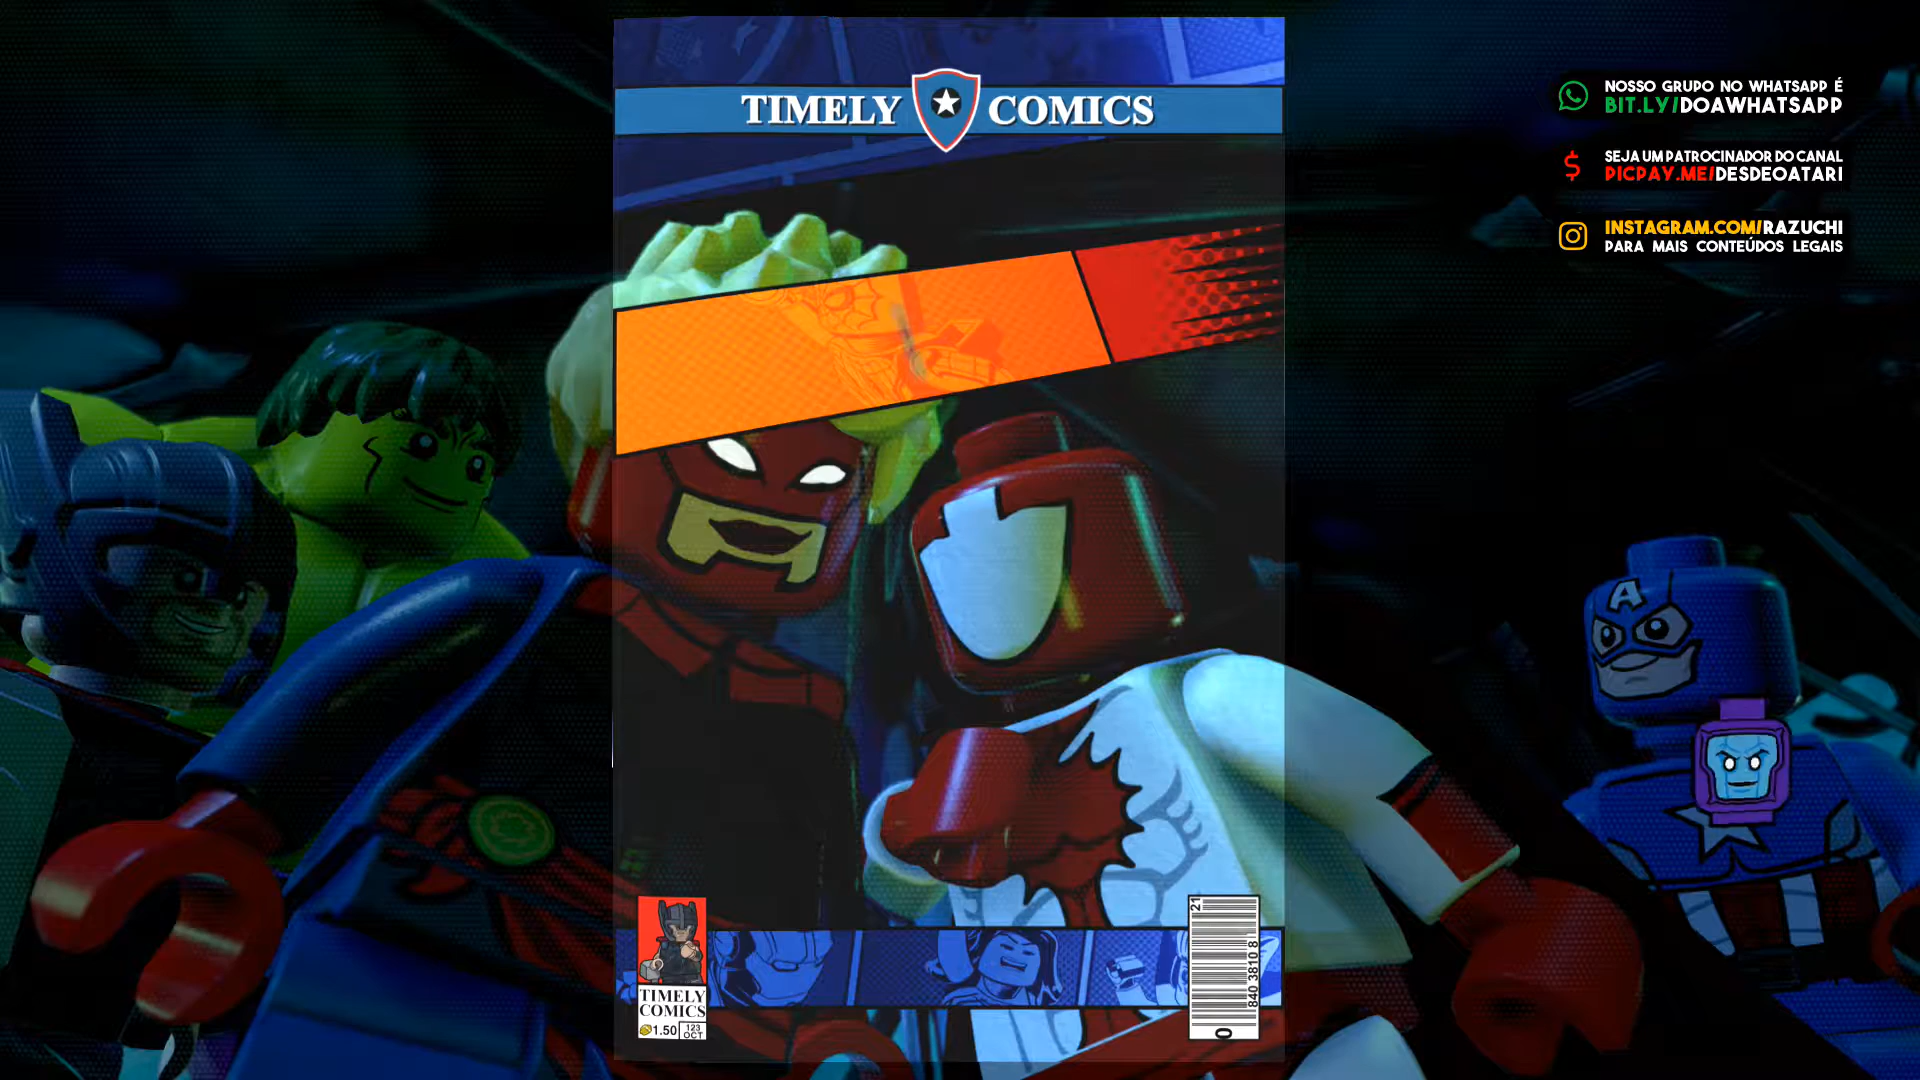 TIMELY COMICS
NOSSO GRUPO NO WHATSAPP É
BIT.LY/DOAWHATSAPP
SEJA UM PATROCINADOR DO CANAL
PICPAY.ME/DESDEOATARI
INSTAGRAM.COM/RAZUCHI
PARA MAIS CONTEÚDOS LEGAIS
A
TIMELY
COMICS
1.50
123
OCT
21
840 3810 8
0